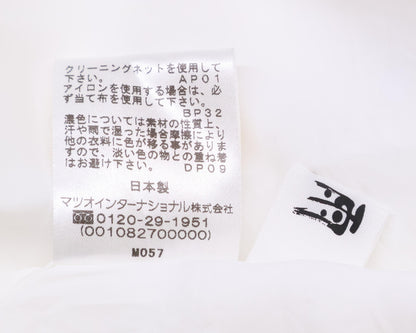 クリーニングネットを使用して
下さい。 AP01
アイロンを使用する場合は、必
ず当て布を使用して下さい。
BP32
濃色については素材の性質上、
汗や雨で湿った場合摩擦により
他の衣料に色が移る事がありま
すので、淡い色の物との重ね着
はお避け下さい。 DP09
日本製
マツオインターナショナル株式会社
0120-29-1951
(001082700000)
M057